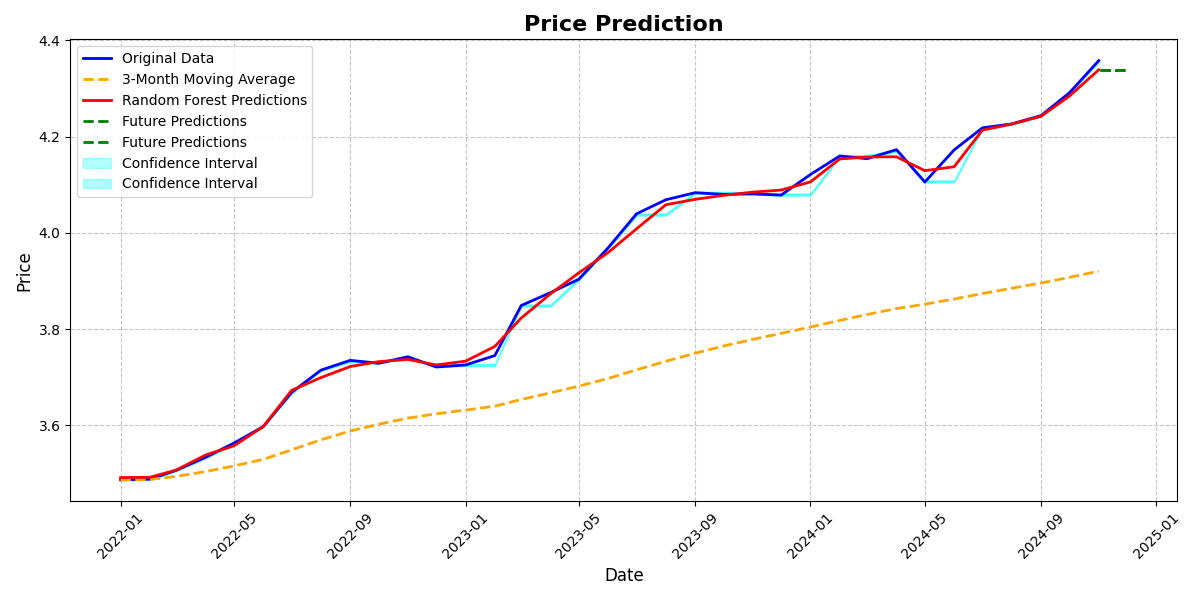 Price Prediction
Original Data
3-Month Moving Average
Random Forest Predictions
Future Predictions
Future Predictions
Confidence Interval
Confidence Interval
4.4
4.2
4.0
3.8
3.6
Price
2022-01
2022-05
2022-09
2023-01
2023-05
2023-09
2024-01
2024-05
2024-09
2025-01
Date